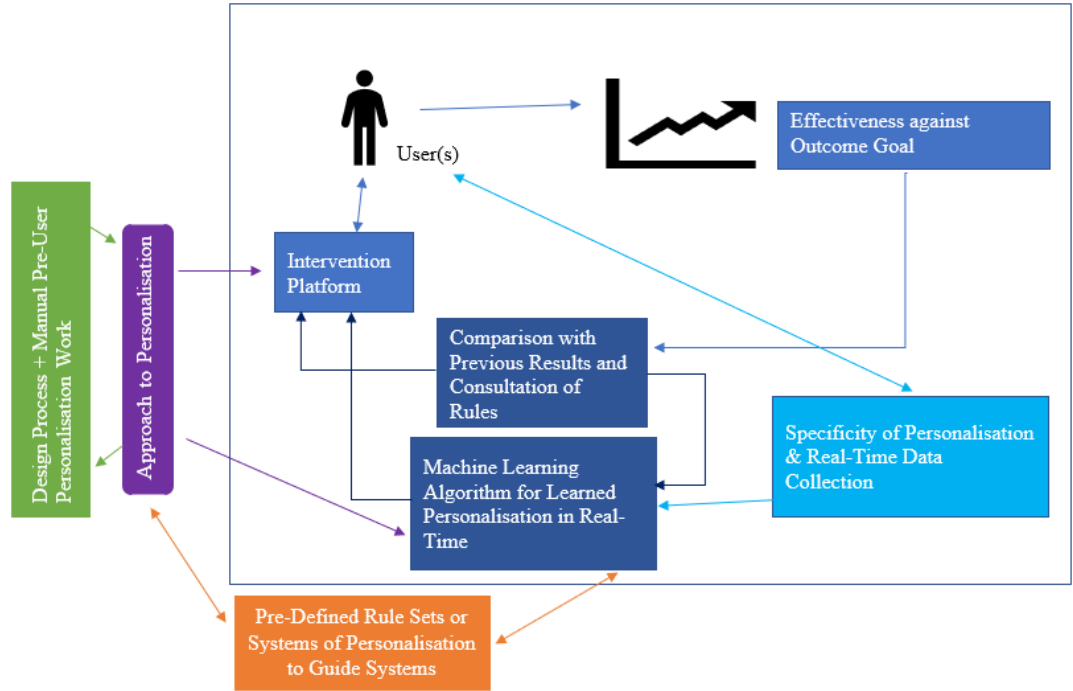 Effectiveness against
Outcome Goal
User(s)
Design Process + Manual Pre-User
Personalisation Work
Approach to Personalisation
Intervention
Platform
Comparison with
Previous Results and
Consultation of
Rules
Specificity of Personalisation
& Real-Time Data
Collection
Machine Learning
Algorithm for Learned
Personalisation in Real-
Time
Pre-Defined Rule Sets or
Systems of Personalisation
to Guide Systems